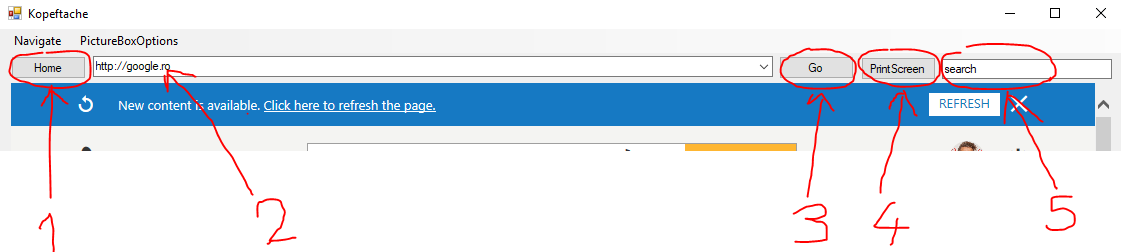 Kopeftache
Navigate PictureBoxOptions
Home http://google.ro Go PrintScreen search
New content is available. Click here to refresh the page. REFRESH
1 2 3 4 5